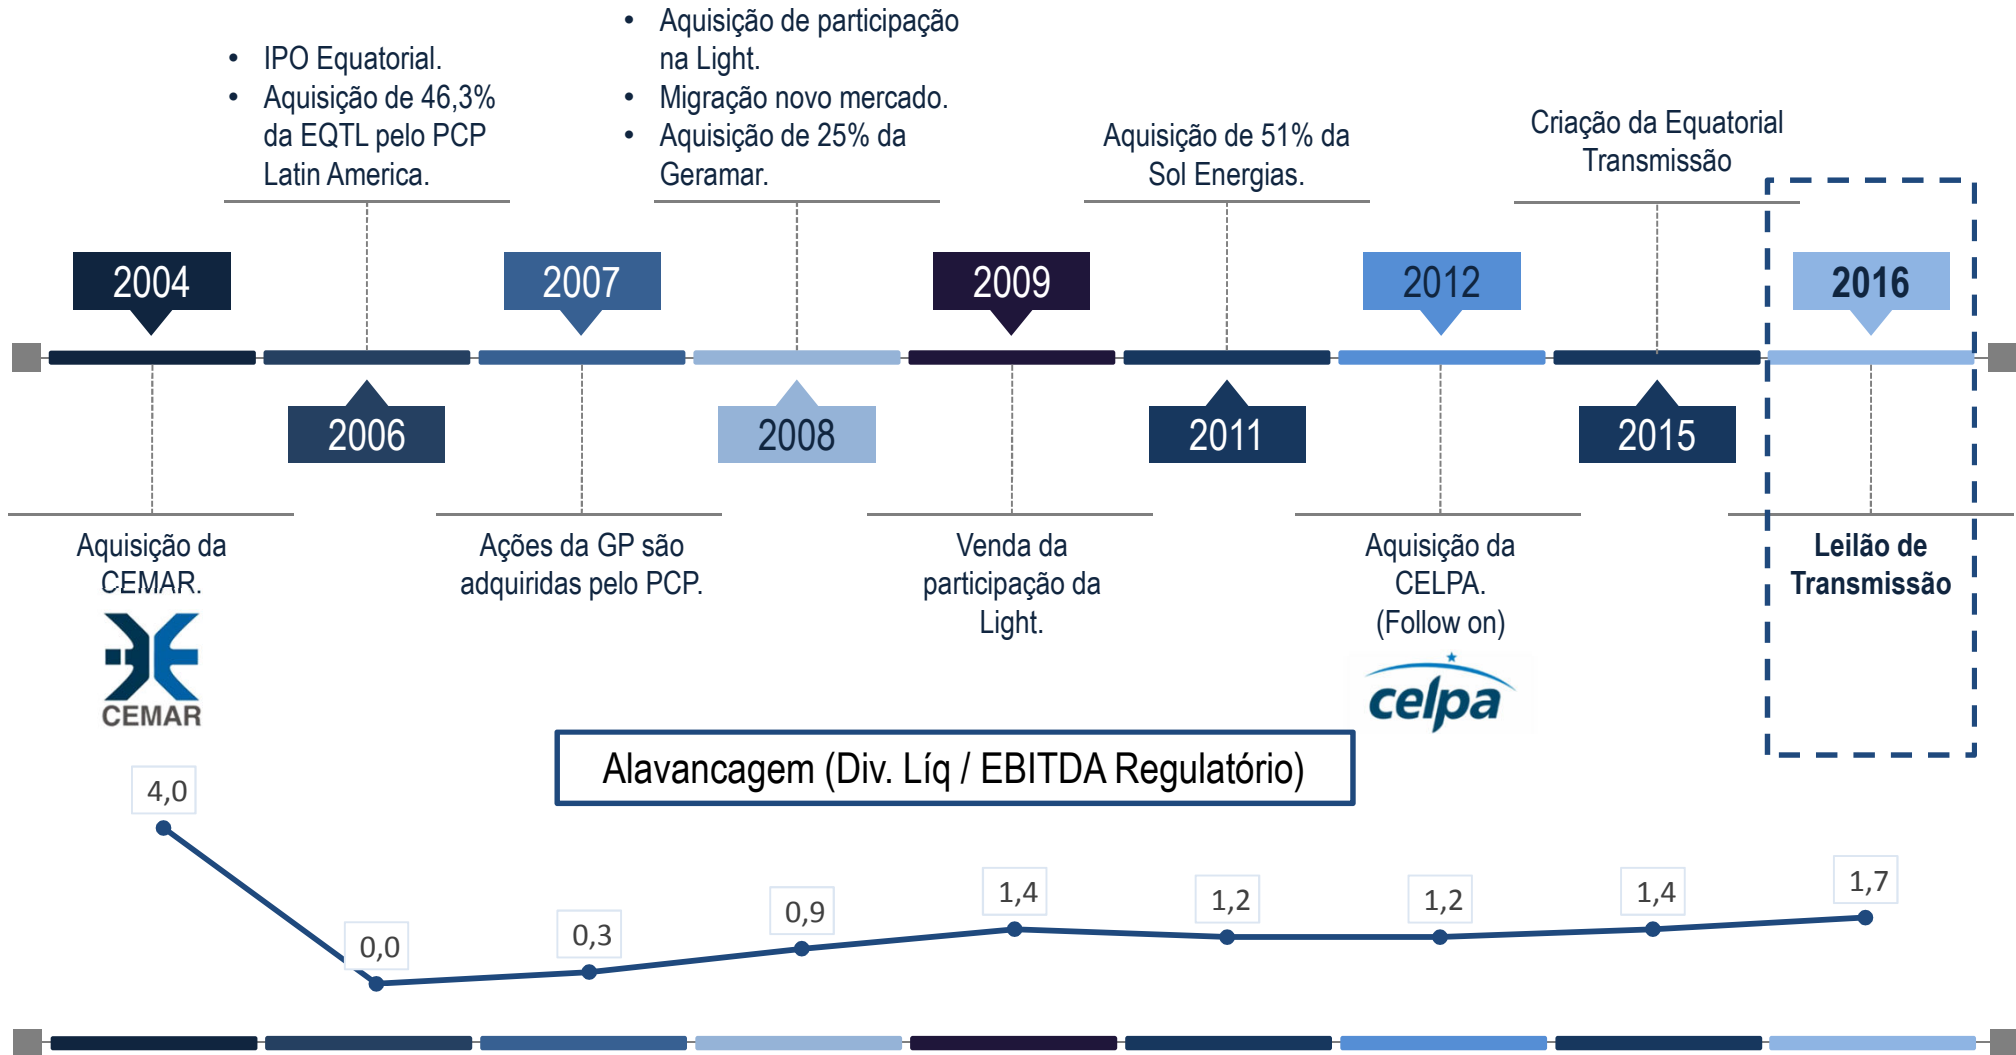 • IPO Equatorial.
• Aquisição de 46,3%
da EQTL pelo PCP
Latin America.
• Aquisição de participação
na Light.
• Migração novo mercado.
• Aquisição de 25% da
Geramar.
Aquisição de 51% da
Sol Energias.
Criação da Equatorial
Transmissão
2004
2007
2009
2012
2016
2006
2008
2011
2015
Aquisição da
CEMAR.
CEMAR
Ações da GP são
adquiridas pelo PCP.
Venda da
participação da
Light.
Aquisição da
CELPA.
(Follow on)
celpa
Leilão de
Transmissão
Alavancagem (Div. Líq / EBITDA Regulatório)
4,0
0,0
0,3
0,9
1,4
1,2
1,2
1,4
1,7